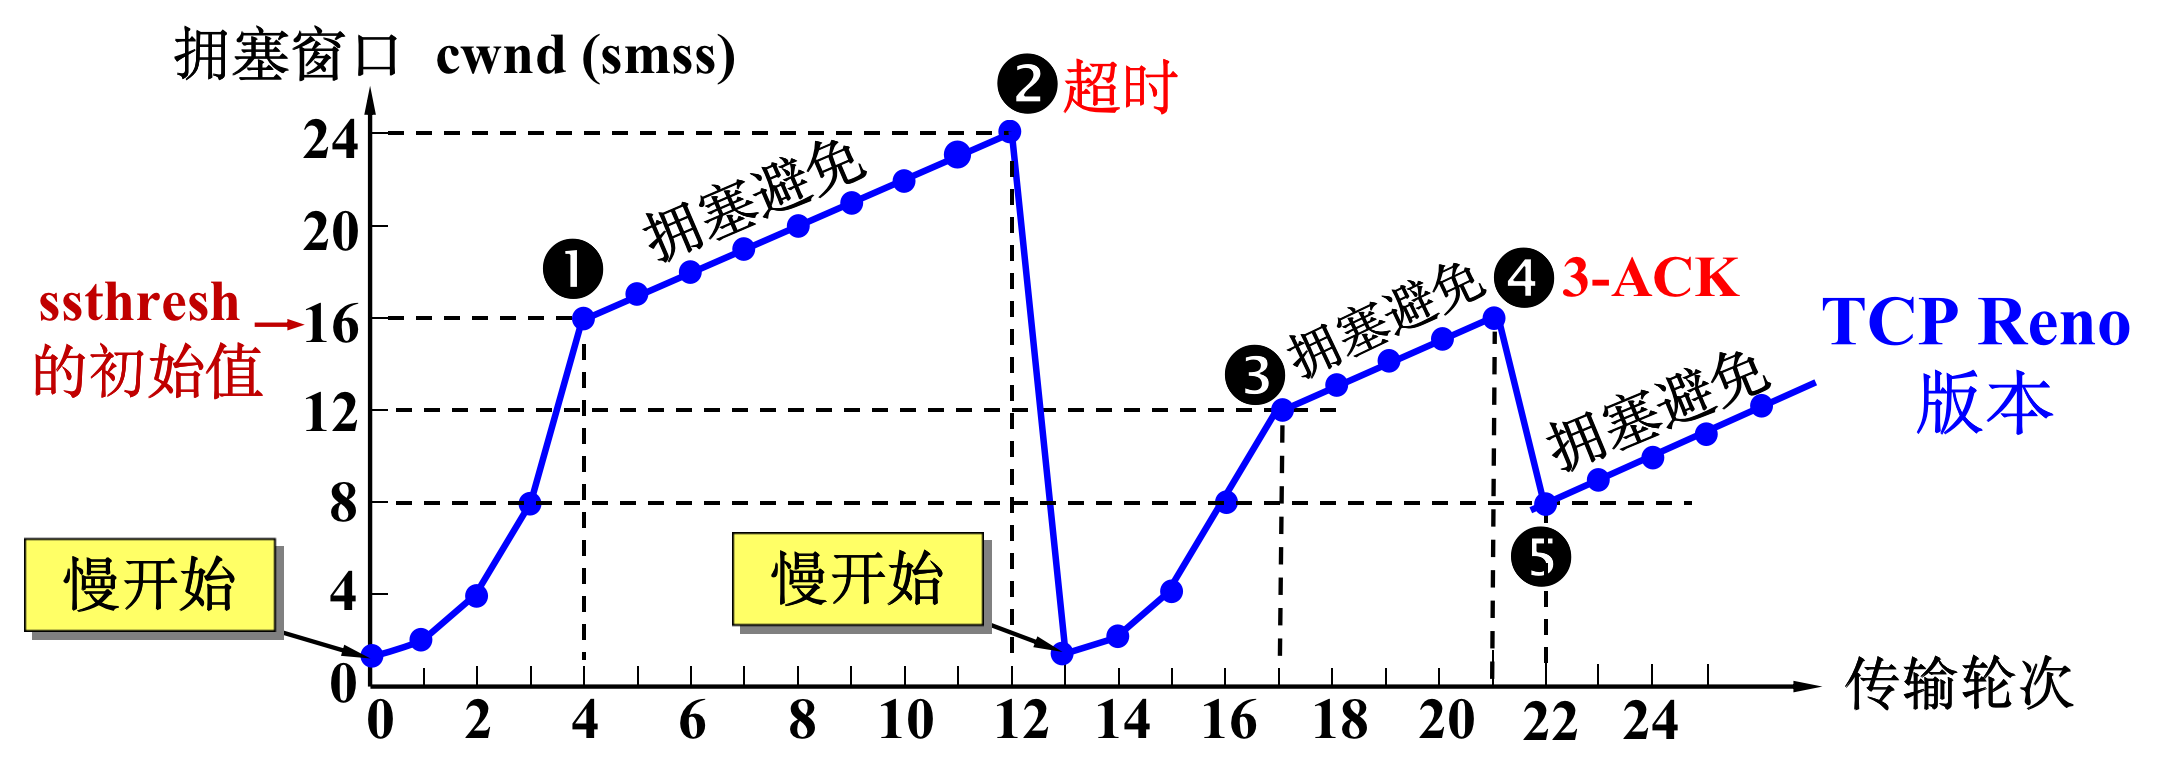 拥塞窗口 cwnd (smss)
❷ 超时
24
拥塞避免
20
❶
ssthresh
的初始值
16
❹ 3-ACK
拥塞避免
TCP Reno
版本
❸
12
拥塞避免
8
慢开始
慢开始
❺
4
0
传输轮次
0 2 4 6 8 10 12 14 16 18 20 22 24